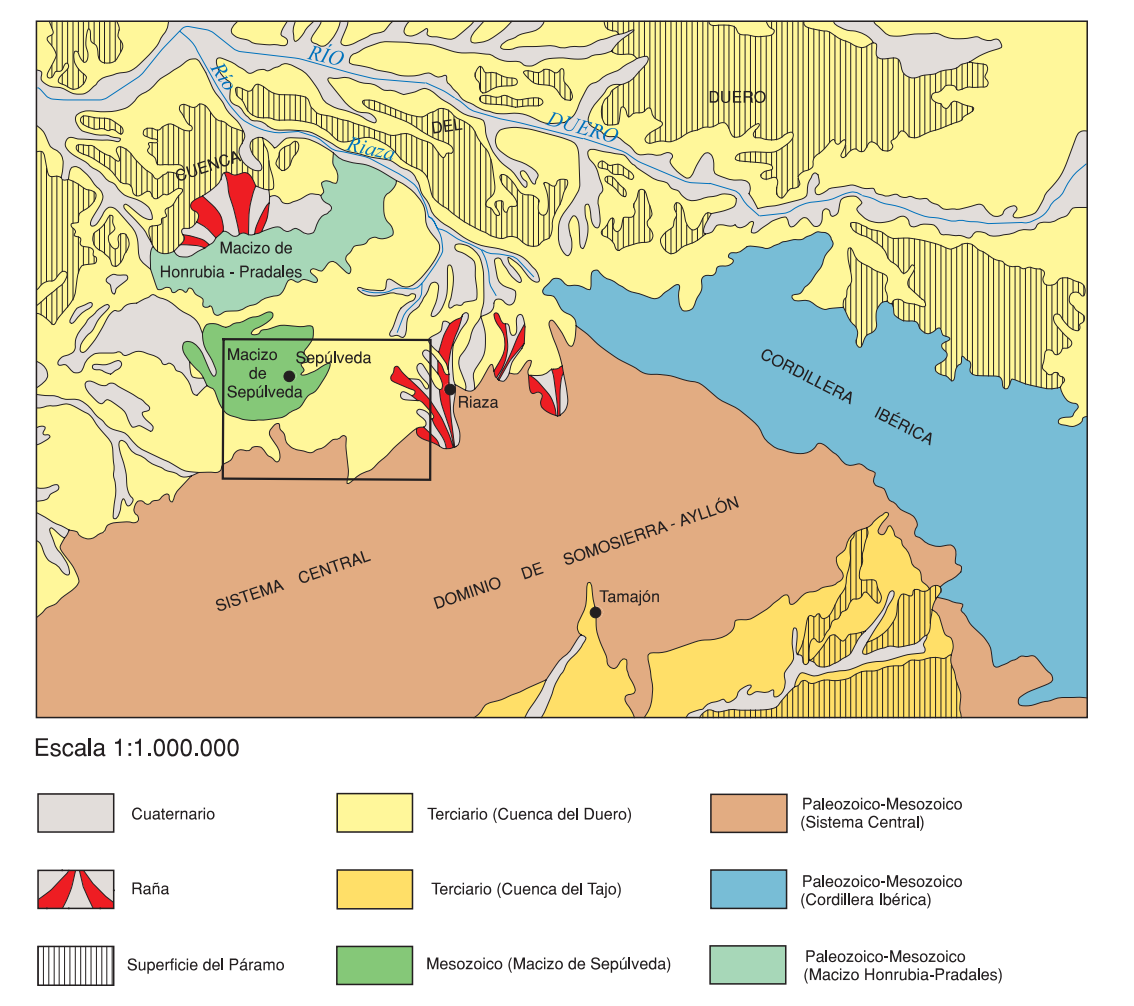 RÍO
Río
DUERO
DEL
DUERO
Riaza
CUENCA
Macizo de
Honrubia - Pradales
Macizo
de
Sepúlveda
Sepúlveda
Riaza
CORDILLERA IBÉRICA
SISTEMA CENTRAL
DOMINIO DE SOMOSIERRA - AYLLÓN
Tamajón
Escala 1:1.000.000
Cuaternario
Terciario (Cuenca del Duero)
Paleozoico-Mesozoico
(Sistema Central)
Raña
Terciario (Cuenca del Tajo)
Paleozoico-Mesozoico
(Cordillera Ibérica)
Superficie del Páramo
Mesozoico (Macizo de Sepúlveda)
Paleozoico-Mesozoico
(Macizo Honrubia-Pradales)